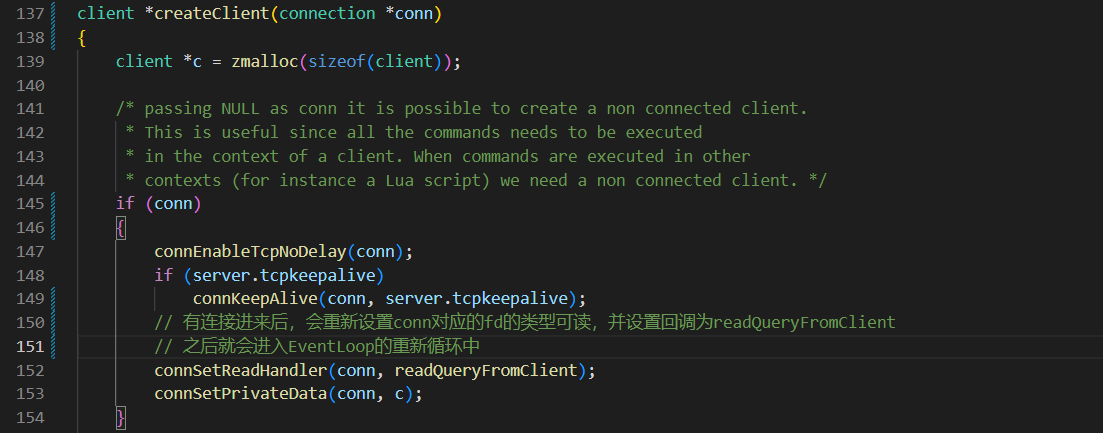 137 client *createClient(connection *conn)
138 {
139 client *c = zmalloc(sizeof(client));
140
141 /* passing NULL as conn it is possible to create a non connected client.
142 * This is useful since all the commands needs to be executed
143 * in the context of a client. When commands are executed in other
144 * contexts (for instance a Lua script) we need a non connected client. */
145 if (conn)
146 {
147 connEnableTcpNoDelay(conn);
148 if (server.tcpkeepalive)
149 connKeepAlive(conn, server.tcpkeepalive);
150 // 有连接进来后，会重新设置conn对应的fd的类型可读，并设置回调为readQueryFromClient
151 // 之后就会进入EventLoop的重新循环中
152 connSetReadHandler(conn, readQueryFromClient);
153 connSetPrivateData(conn, c);
154 }